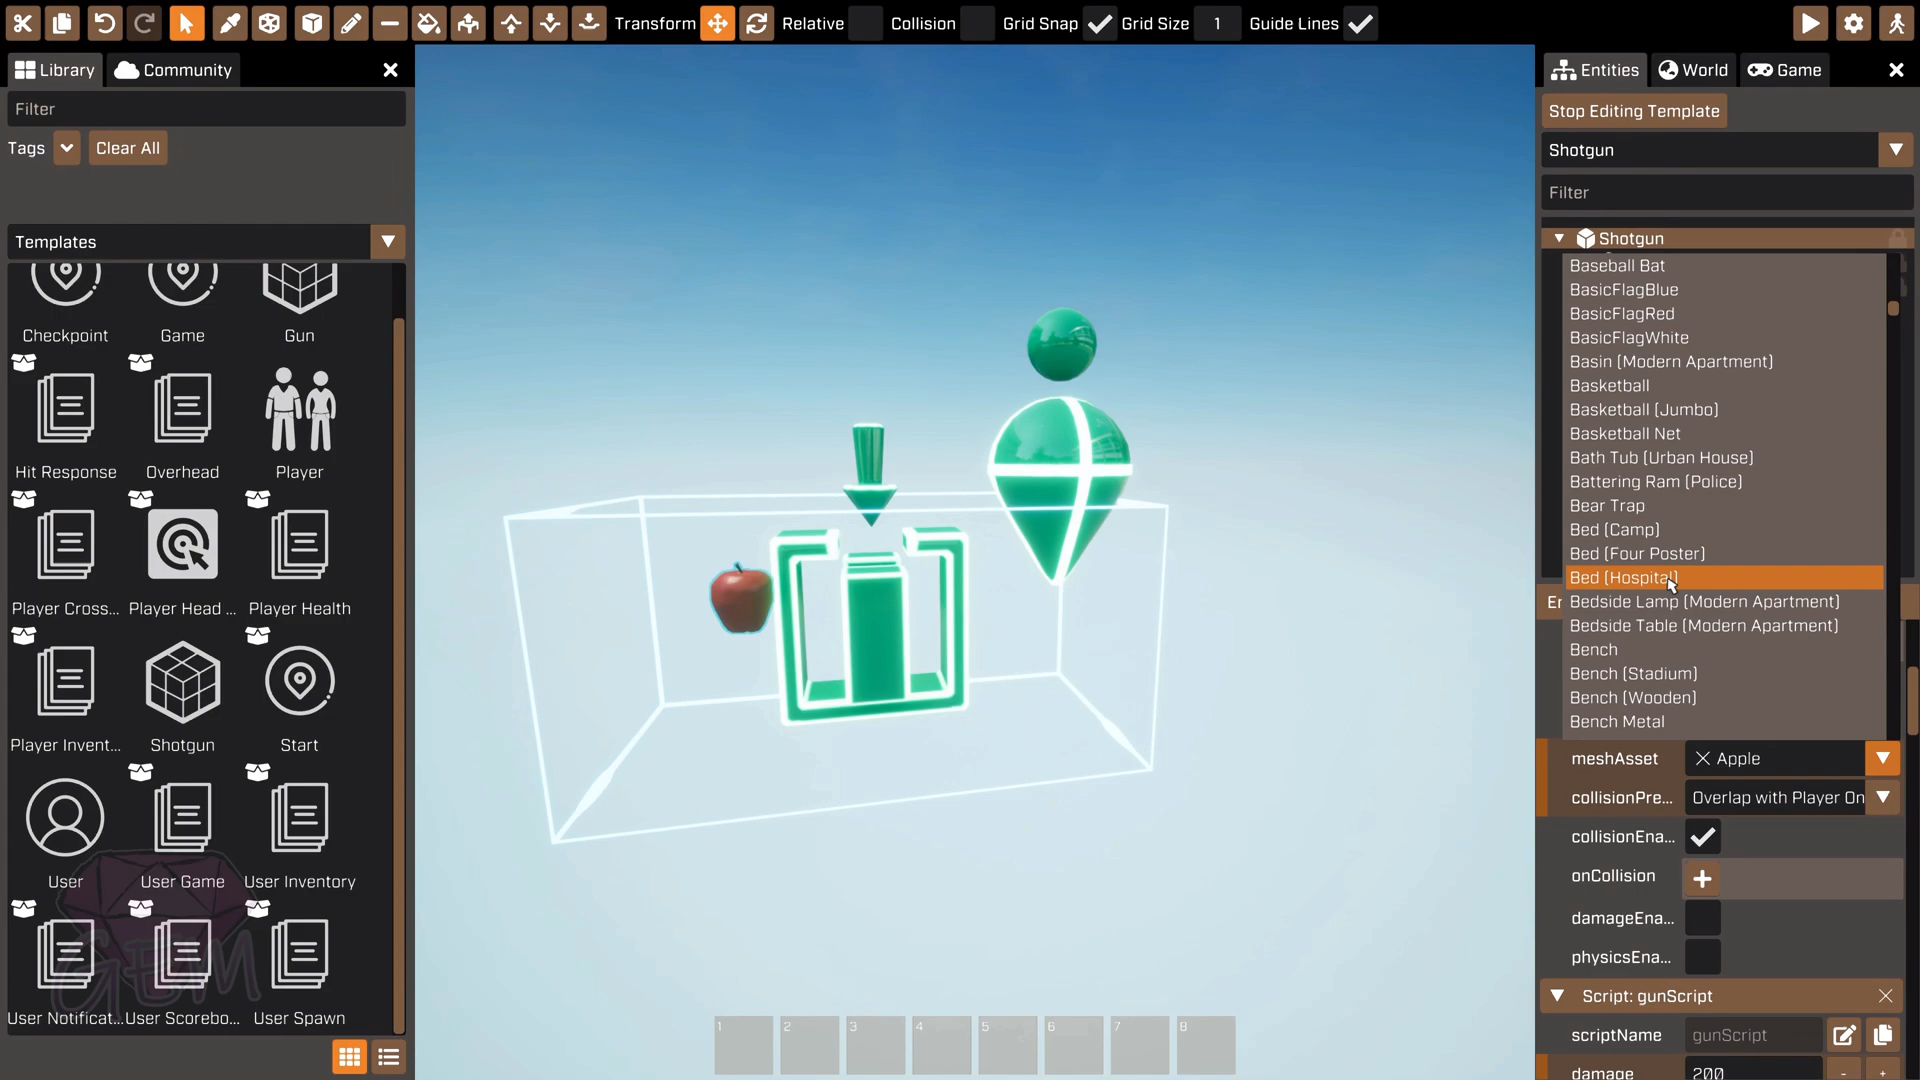 Transform Relative Collision Grid Snap Grid Size 1 Guide Lines
Library Community
Filter
Tags Clear All
Templates
Checkpoint Game Gun
Hit Response Overhead Player
Player Cross... Player Head ... Player Health
Player Invent... Shotgun Start
User User Game User Inventory
User Notificat... User Scorebo... User Spawn
GBM
1 2 3 4 5 6 7 8
Entities World Game
Stop Editing Template
Shotgun
Filter
Shotgun
Baseball Bat
BasicFlagBlue
BasicFlagRed
BasicFlagWhite
Basin (Modern Apartment)
Basketball
Basketball (Jumbo)
Basketball Net
Bath Tub (Urban House)
Battering Ram (Police)
Bear Trap
Bed (Camp)
Bed (Four Poster)
Bed (Hospital)
Bedside Lamp (Modern Apartment)
Bedside Table (Modern Apartment)
Bench
Bench (Stadium)
Bench (Wooden)
Bench Metal
meshAsset Apple
collisionPre... Overlap with Player On
collisionEna...
onCollision
damageEna...
physicsEna...
Script: gunScript
scriptName gunScript
damage 200 - +